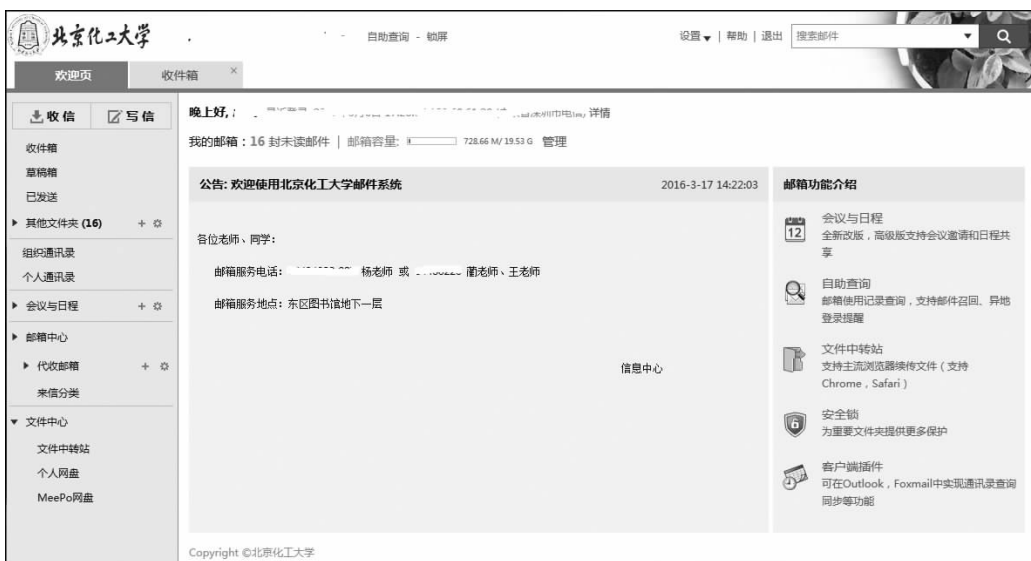 北京化工大学
自助查询 - 锁屏
设置 | 帮助 | 退出
搜索邮件
欢迎页
收件箱 ×
收信
写信
收件箱
草稿箱
已发送
其他文件夹 (16)
组织通讯录
个人通讯录
会议与日程
邮箱中心
代收邮箱
来信分类
文件中心
文件中转站
个人网盘
MeePo网盘
晚上好,
详情
我的邮箱：16 封未读邮件 | 邮箱容量: 728.66 M/ 19.53 G 管理
公告: 欢迎使用北京化工大学邮件系统 2016-3-17 14:22:03
各位老师、同学：
邮箱服务电话： 杨老师 或 蔺老师、王老师
邮箱服务地点：东区图书馆地下一层
信息中心
邮箱功能介绍
12
会议与日程
全新改版，高级版支持会议邀请和日程共
享
自助查询
邮箱使用记录查询，支持邮件召回、异地
登录提醒
文件中转站
支持主流浏览器续传文件（支持
Chrome，Safari）
安全锁
为重要文件夹提供更多保护
客户端插件
可在Outlook，Foxmail中实现通讯录查询
同步等功能
Copyright ©北京化工大学